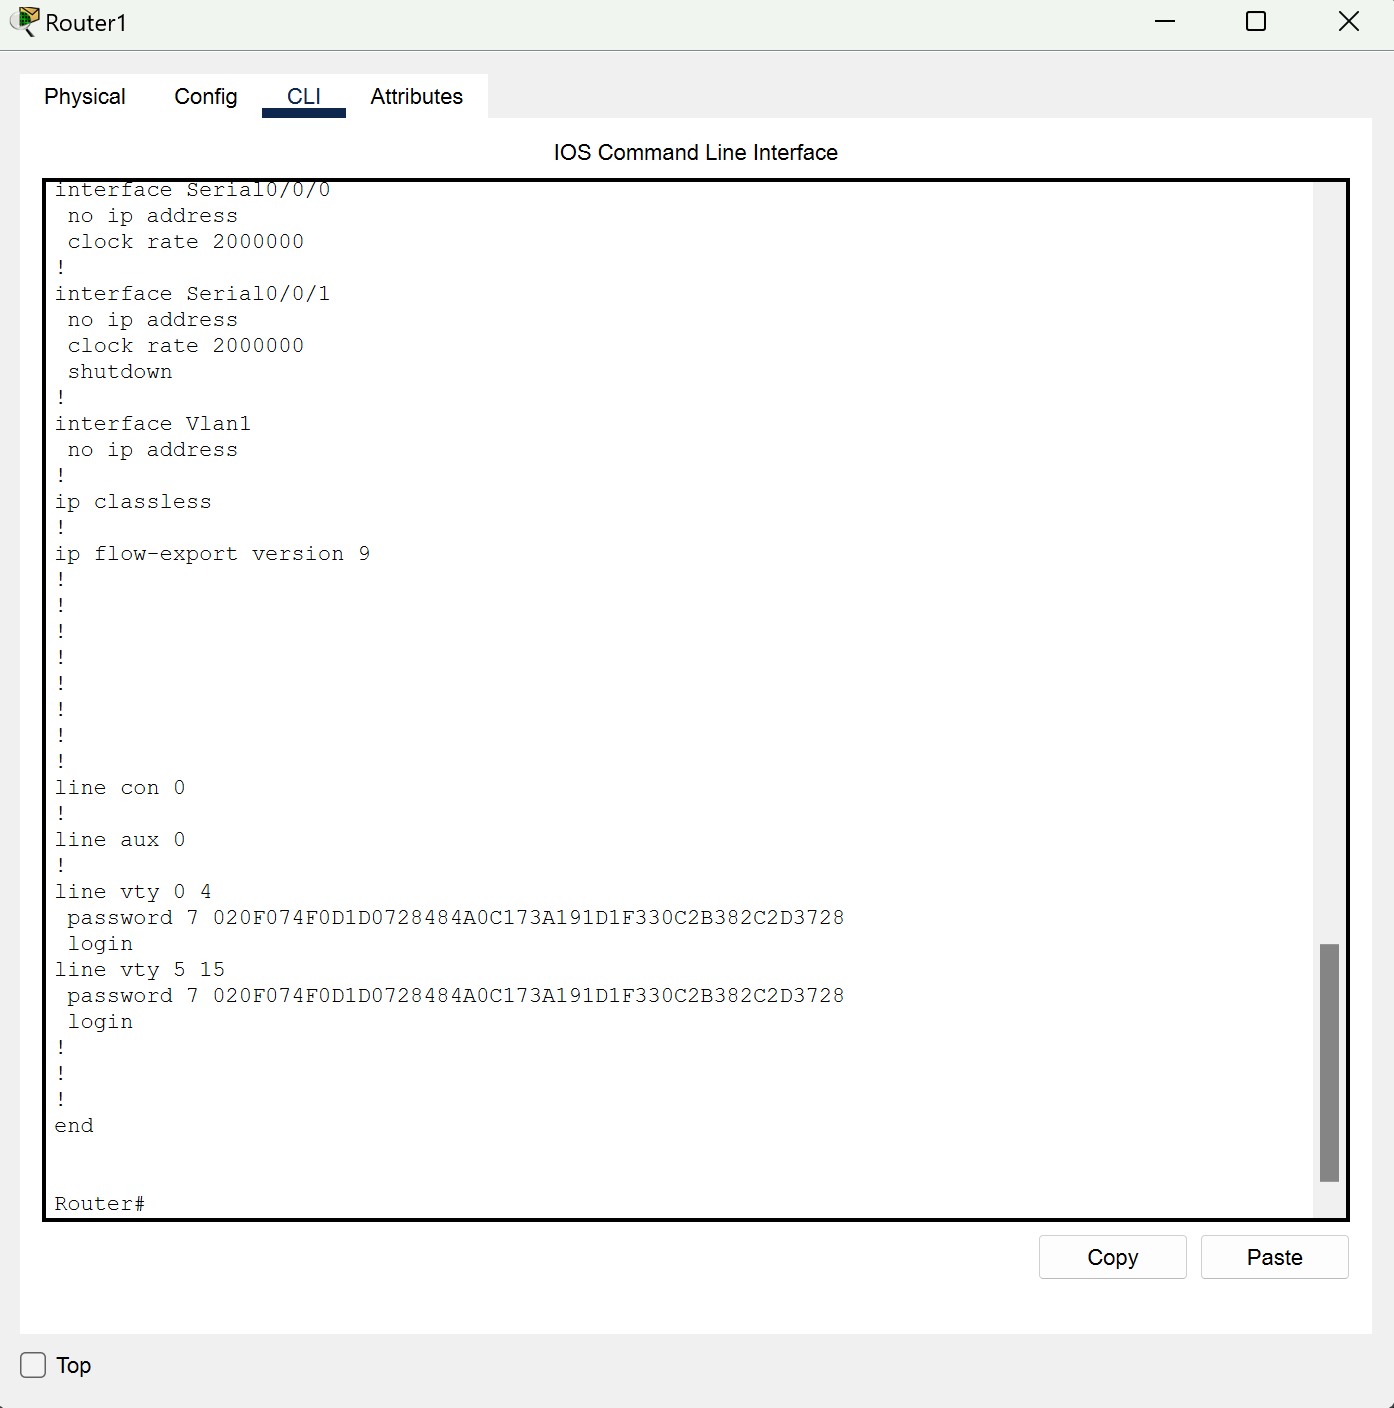 Router1
Physical Config CLI Attributes
IOS Command Line Interface
interface Serial0/0/0
no ip address
clock rate 2000000
!
interface Serial0/0/1
no ip address
clock rate 2000000
shutdown
!
interface Vlan1
no ip address
!
ip classless
!
ip flow-export version 9
!
!
!
!
!
!
!
!
line con 0
!
line aux 0
!
line vty 0 4
password 7 020F074F0D1D0728484A0C173A191D1F330C2B382C2D3728
login
line vty 5 15
password 7 020F074F0D1D0728484A0C173A191D1F330C2B382C2D3728
login
!
!
!
end
Router#
Copy Paste
Top